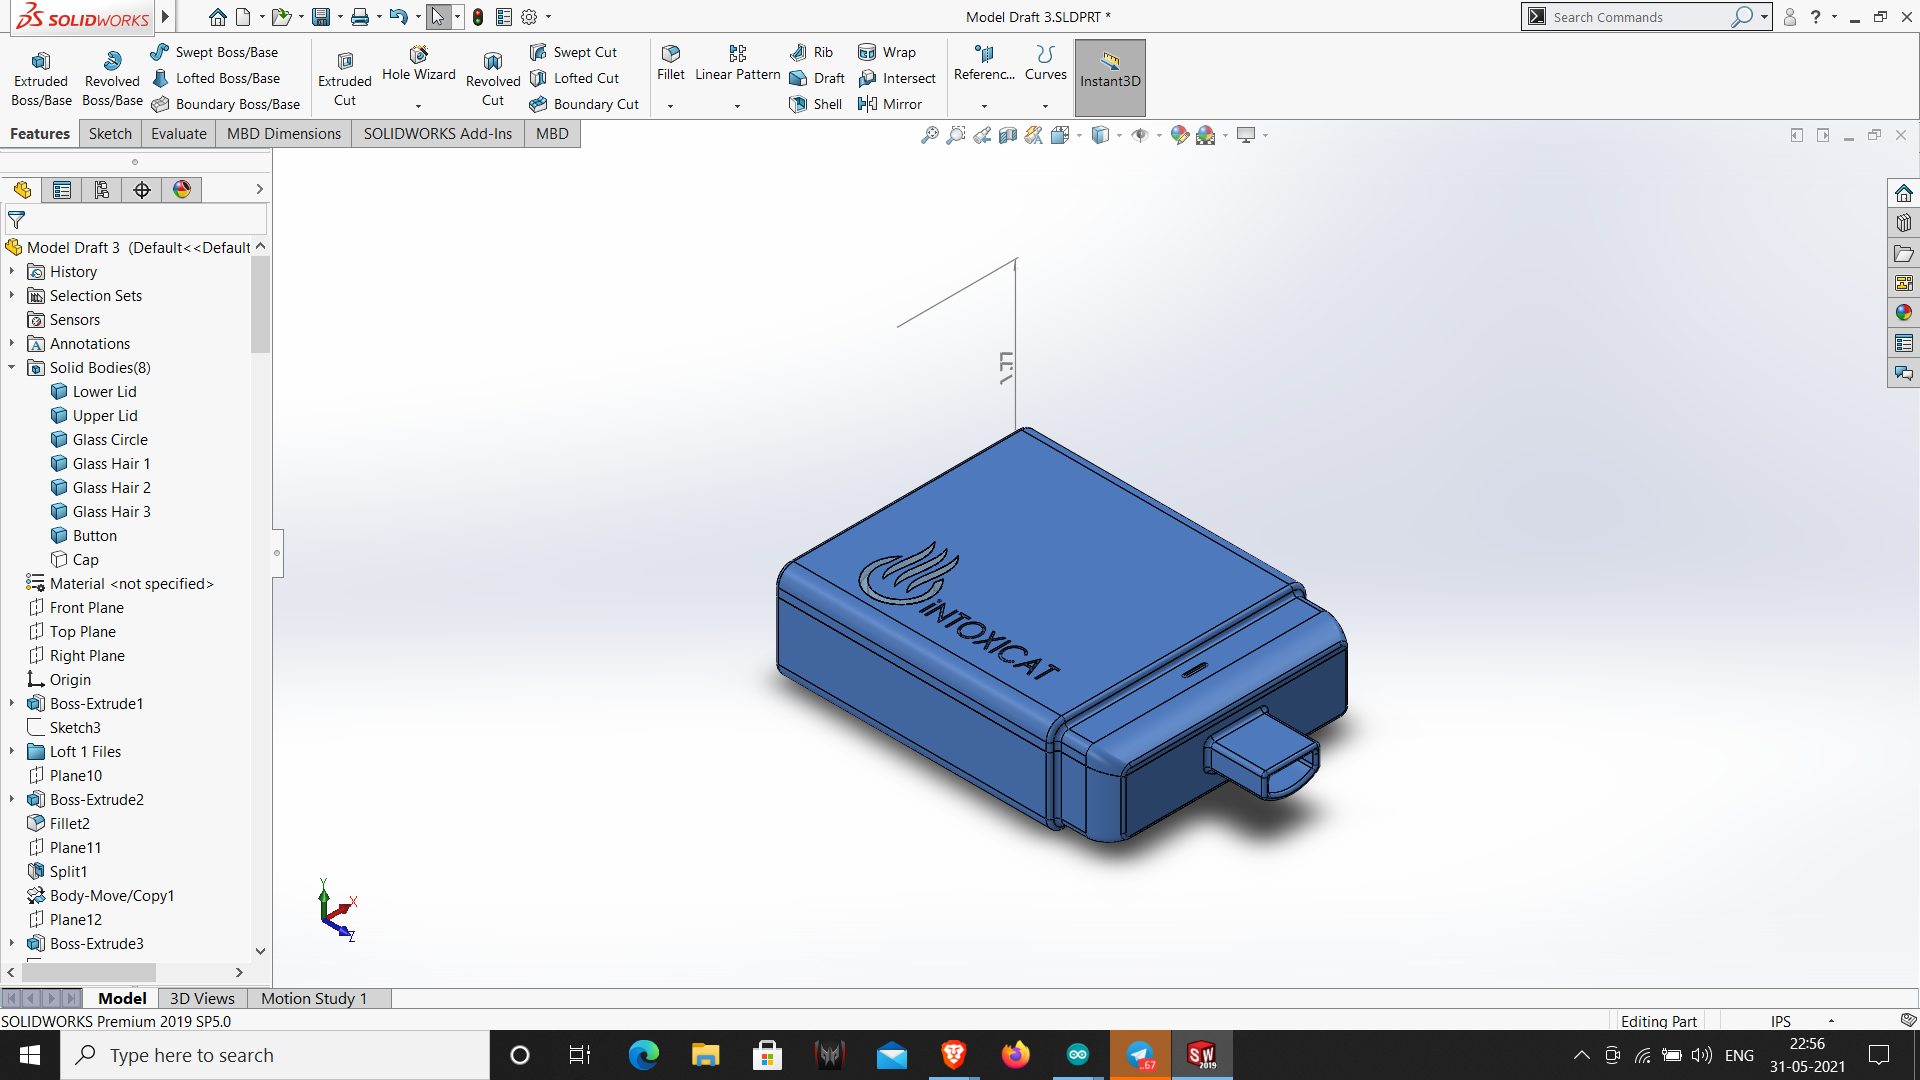 SOLIDWORKS
Model Draft 3.SLDPRT *
Search Commands
Extruded Boss/Base
Revolved Boss/Base
Swept Boss/Base
Lofted Boss/Base
Boundary Boss/Base
Extruded Cut
Hole Wizard
Revolved Cut
Swept Cut
Lofted Cut
Boundary Cut
Fillet
Linear Pattern
Rib
Draft
Shell
Wrap
Intersect
Mirror
Referenc...
Curves
Instant3D
Features
Sketch
Evaluate
MBD Dimensions
SOLIDWORKS Add-Ins
MBD
Model Draft 3 (Default<<Default
History
Selection Sets
Sensors
Annotations
Solid Bodies(8)
Lower Lid
Upper Lid
Glass Circle
Glass Hair 1
Glass Hair 2
Glass Hair 3
Button
Cap
Material <not specified>
Front Plane
Top Plane
Right Plane
Origin
Boss-Extrude1
Sketch3
Loft 1 Files
Plane10
Boss-Extrude2
Fillet2
Plane11
Split1
Body-Move/Copy1
Plane12
Boss-Extrude3
iNTOXICAT
Y
X
Z
Model
3D Views
Motion Study 1
SOLIDWORKS Premium 2019 SP5.0
Editing Part
IPS
Type here to search
..67
SW
2019
ENG
22:56
31-05-2021